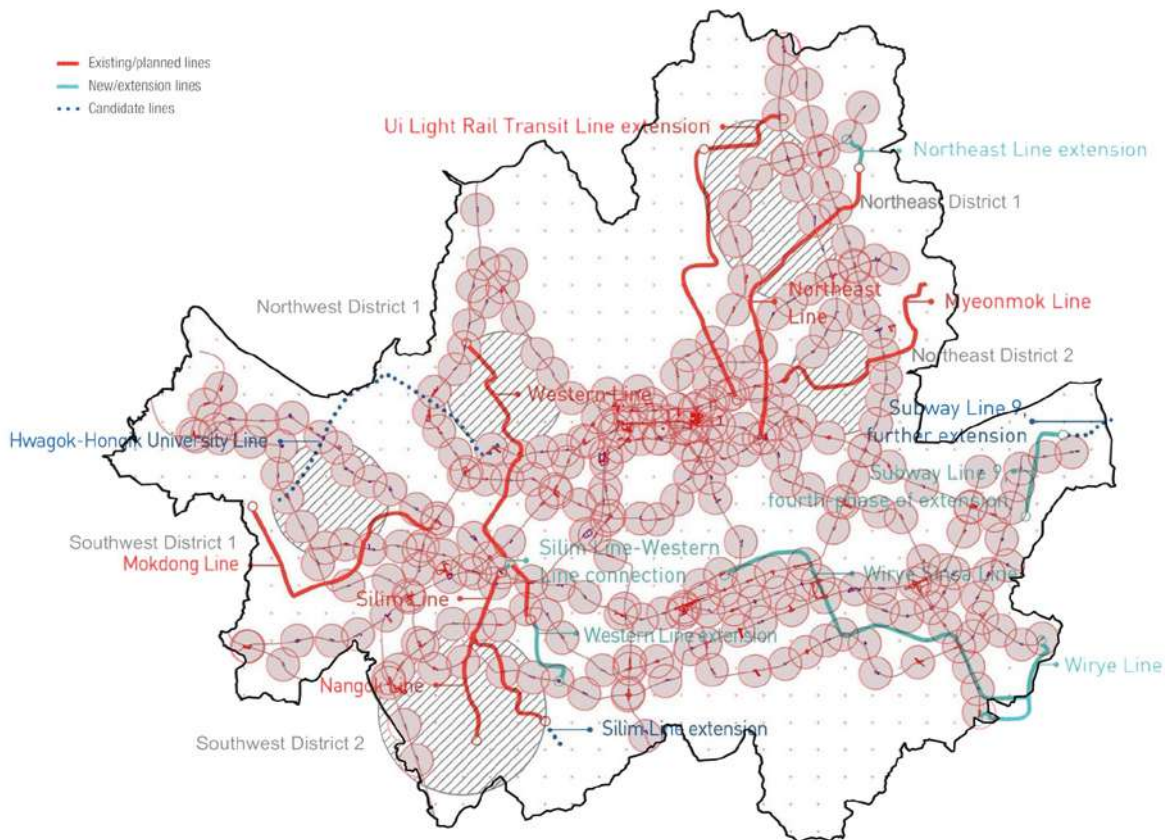 Existing/planned lines
New/extension lines
Candidate lines
Ui Light Rail Transit Line extension
Northeast Line extension
Northeast District 1
Northwest District 1
Northeast
Line
Myeonmok Line
Northeast District 2
Western Line
Subway Line 9,
further extension
Hwagok-Hongik University Line
Subway Line 9
fourth-phase of extension
Southwest District 1
Mokdong Line
Silim Line-Western
Line connection
Wirye Sinsa Line
Silim Line
Western Line extension
Wirye Line
Nangok Line
Silim Line extension
Southwest District 2